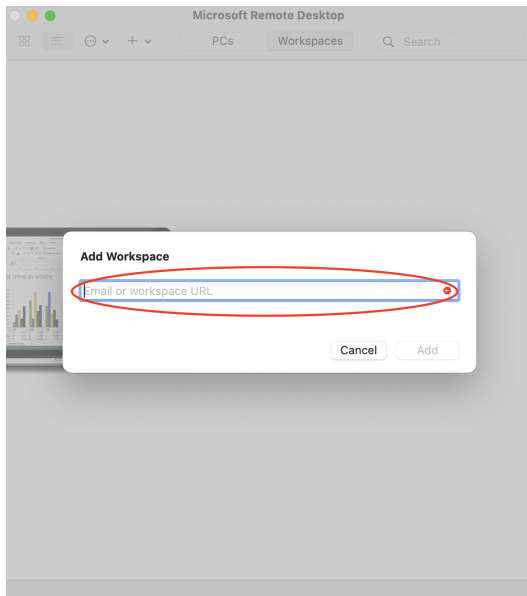 Microsoft Remote Desktop
PCs Workspaces Search
Add Workspace
Email or workspace URL
Cancel Add